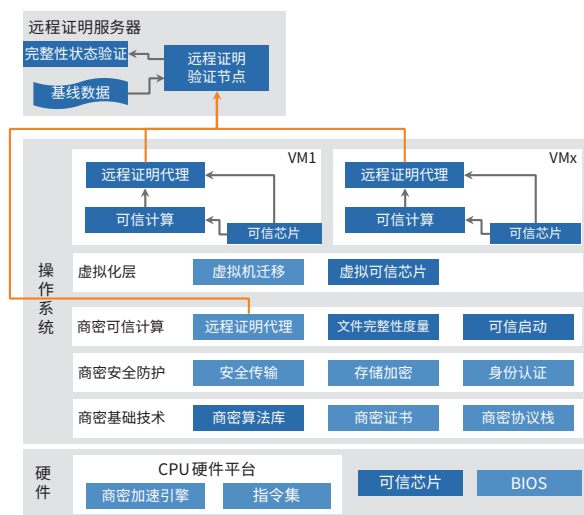 远程证明服务器
完整性状态验证
远程证明
验证节点
基线数据
VM1
远程证明代理
可信计算
可信芯片
VMx
远程证明代理
可信计算
可信芯片
操作系统
虚拟化层
虚拟机迁移
虚拟可信芯片
商密可信计算
远程证明代理
文件完整性度量
可信启动
商密安全防护
安全传输
存储加密
身份认证
商密基础技术
商密算法库
商密证书
商密协议栈
硬件
CPU硬件平台
商密加速引擎
指令集
可信芯片
BIOS